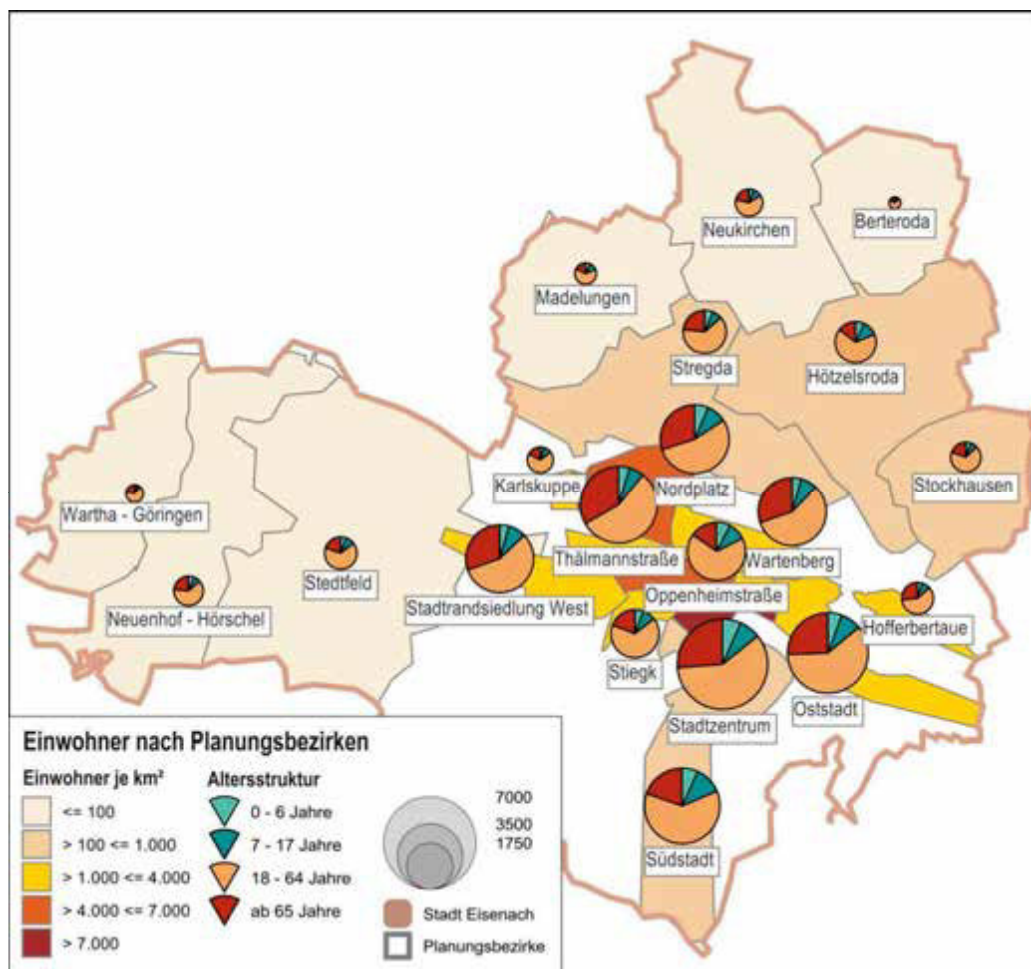 Neukirchen
Berteroda
Madelungen
Stregda
Hötzelsroda
Karlskuppe
Nordplatz
Stockhausen
Wartha - Göringen
Thälmannstraße
Wartenberg
Stedtfeld
Neuenhof - Hörschel
Stadtrandsiedlung West
Oppenheimstraße
Hofferbertaue
Stiegk
Stadtzentrum
Oststadt
Südstadt
Einwohner nach Planungsbezirken
Einwohner je km²
<= 100
> 100 <= 1.000
> 1.000 <= 4.000
> 4.000 <= 7.000
> 7.000
Altersstruktur
0 - 6 Jahre
7 - 17 Jahre
18 - 64 Jahre
ab 65 Jahre
7000
3500
1750
Stadt Eisenach
Planungsbezirke